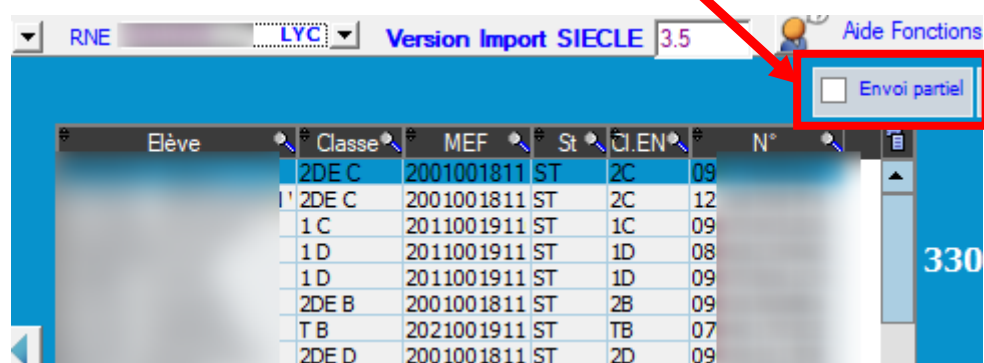 RNE LYC Version Import SIECLE 3.5 Aide Fonctions
Envoi partiel
Elève Classe MEF St Cl.EN N°
2DE C 2001001811 ST 2C 09
2DE C 2001001811 ST 2C 12
1 C 2011001911 ST 1C 09
1 D 2011001911 ST 1D 08
330
1 D 2011001911 ST 1D 09
2DE B 2001001811 ST 2B 09
T B 2021001911 ST TB 07
2DE D 2001001811 ST 2D 09